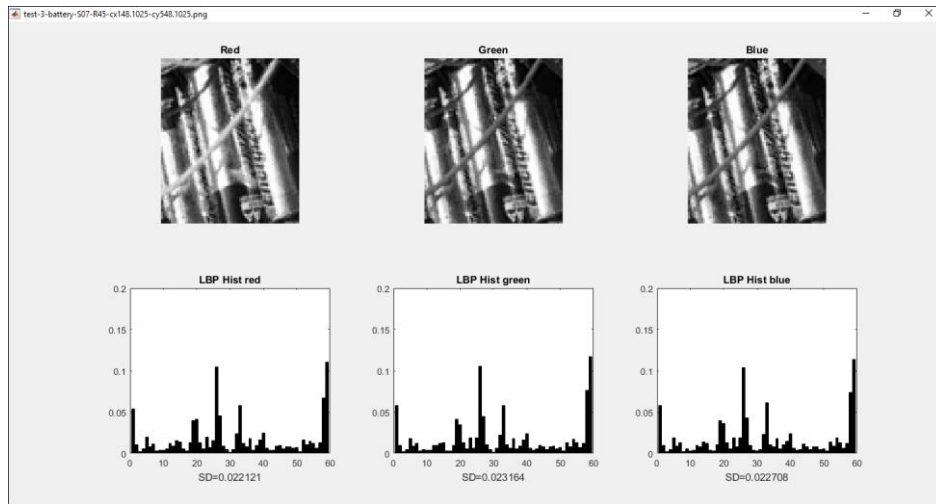 test-3-battery-S07-R45-cx148.1025-cy548.1025.png
Red Green Blue
LBP Hist red LBP Hist green LBP Hist blue
0.2 0.2 0.2
0.15 0.15 0.15
0.1 0.1 0.1
0.05 0.05 0.05
0 0 0
0 10 20 30 40 50 60 0 10 20 30 40 50 60 0 10 20 30 40 50 60
SD=0.022121 SD=0.023164 SD=0.022708